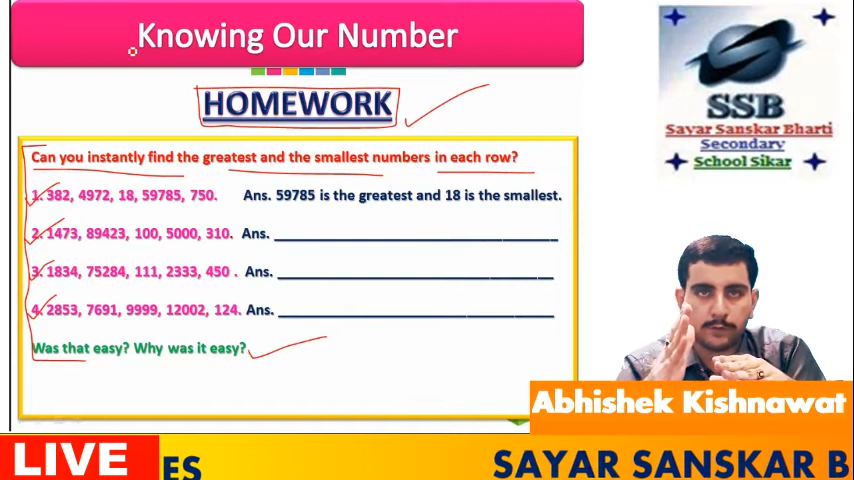 Knowing Our Number
HOMEWORK
Can you instantly find the greatest and the smallest numbers in each row?
1. 382, 4972, 18, 59785, 750. Ans. 59785 is the greatest and 18 is the smallest.
2. 1473, 89423, 100, 5000, 310. Ans. ____________________
3. 1834, 75284, 111, 2333, 450 . Ans. ____________________
4. 2853, 7691, 9999, 12002, 124. Ans. ____________________
Was that easy? Why was it easy?
SSB
Sayar Sanskar Bharti
Secondary
School Sikar
Abhishek Kishnawat
LIVE
ES SAYAR SANSKAR B